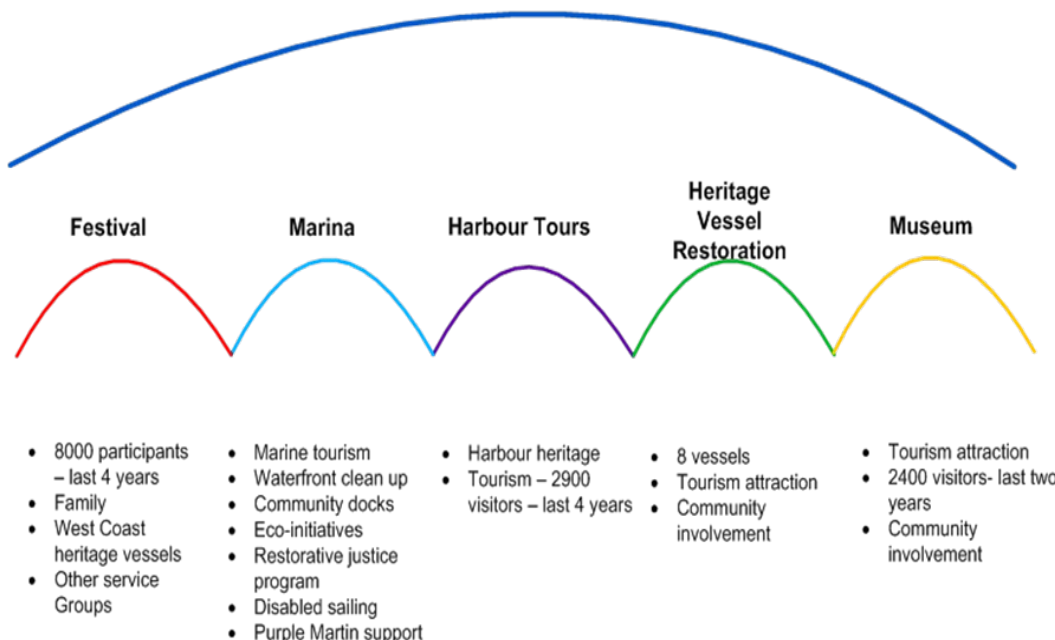 Festival
Marina
Harbour Tours
Heritage
Vessel
Restoration
Museum
• 8000 participants
– last 4 years
• Family
• West Coast
heritage vessels
• Other service
Groups
• Marine tourism
• Waterfront clean up
• Community docks
• Eco-initiatives
• Restorative justice
program
• Disabled sailing
• Purple Martin support
• Harbour heritage
• Tourism – 2900
visitors – last 4 years
• 8 vessels
• Tourism attraction
• Community
involvement
• Tourism attraction
• 2400 visitors- last two
years
• Community
involvement